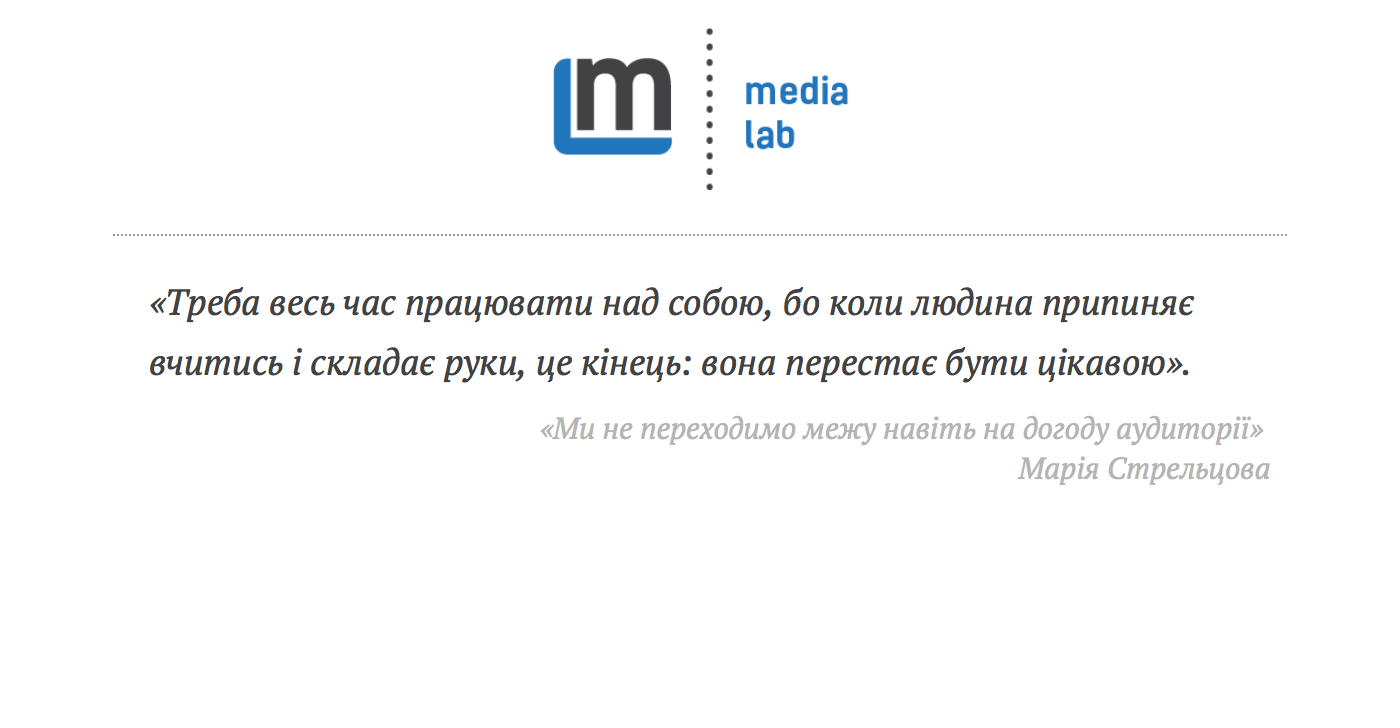 m
media
lab
«Треба весь час працювати над собою, бо коли людина припиняє
вчитись і складає руки, це кінець: вона перестає бути цікавою».
«Ми не переходимо межу навіть на догоду аудиторії»
Марія Стрельцова